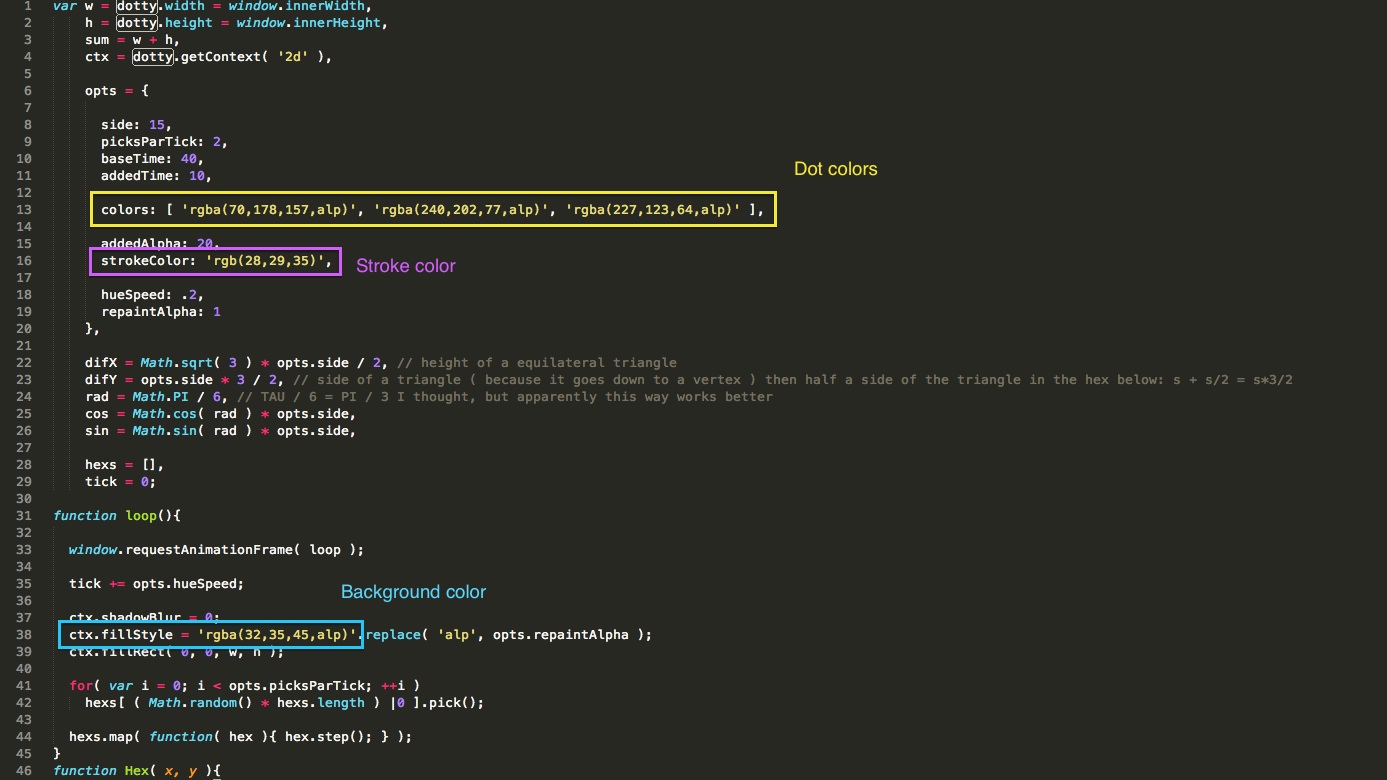 1 var w = dotty.width = window.innerWidth,
2 h = dotty.height = window.innerHeight,
3 sum = w + h,
4 ctx = dotty.getContext( '2d' ),
5
6 opts = {
7
8 side: 15,
9 picksParTick: 2,
10 baseTime: 40,
11 addedTime: 10,
Dot colors
12
13 colors: [ 'rgba(70,178,157,alp)', 'rgba(240,202,77,alp)', 'rgba(227,123,64,alp)' ],
14
15 addedAlpha: 20,
16 strokeColor: 'rgb(28,29,35)',
Stroke color
17
18 hueSpeed: .2,
19 repaintAlpha: 1
20 },
21
22 difX = Math.sqrt( 3 ) * opts.side / 2, // height of a equilateral triangle
23 difY = opts.side * 3 / 2, // side of a triangle ( because it goes down to a vertex ) then half a side of the triangle in the hex below: s + s/2 = s*3/2
24 rad = Math.PI / 6, // TAU / 6 = PI / 3 I thought, but apparently this way works better
25 cos = Math.cos( rad ) * opts.side,
26 sin = Math.sin( rad ) * opts.side,
27
28 hexs = [],
29 tick = 0;
30
31 function loop(){
32
33 window.requestAnimationFrame( loop );
34
35 tick += opts.hueSpeed;
36
Background color
37 ctx.shadowBlur = 0;
38 ctx.fillStyle = 'rgba(32,35,45,alp)'.replace( 'alp', opts.repaintAlpha );
39 ctx.fillRect( 0, 0, w, h );
40
41 for( var i = 0; i < opts.picksParTick; ++i )
42 hexs[ ( Math.random() * hexs.length ) |0 ].pick();
43
44 hexs.map( function( hex ){ hex.step(); } );
45 }
46 function Hex( x, y ){